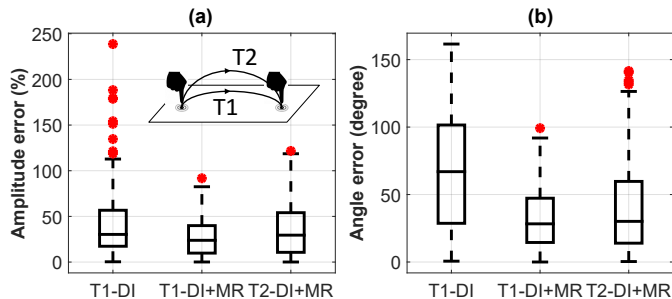 (a)
Amplitude error (%)
250
200
150
100
50
0
T2
T1
T1-DI
T1-DI+MR
T2-DI+MR
(b)
Angle error (degree)
150
100
50
0
T1-DI
T1-DI+MR
T2-DI+MR